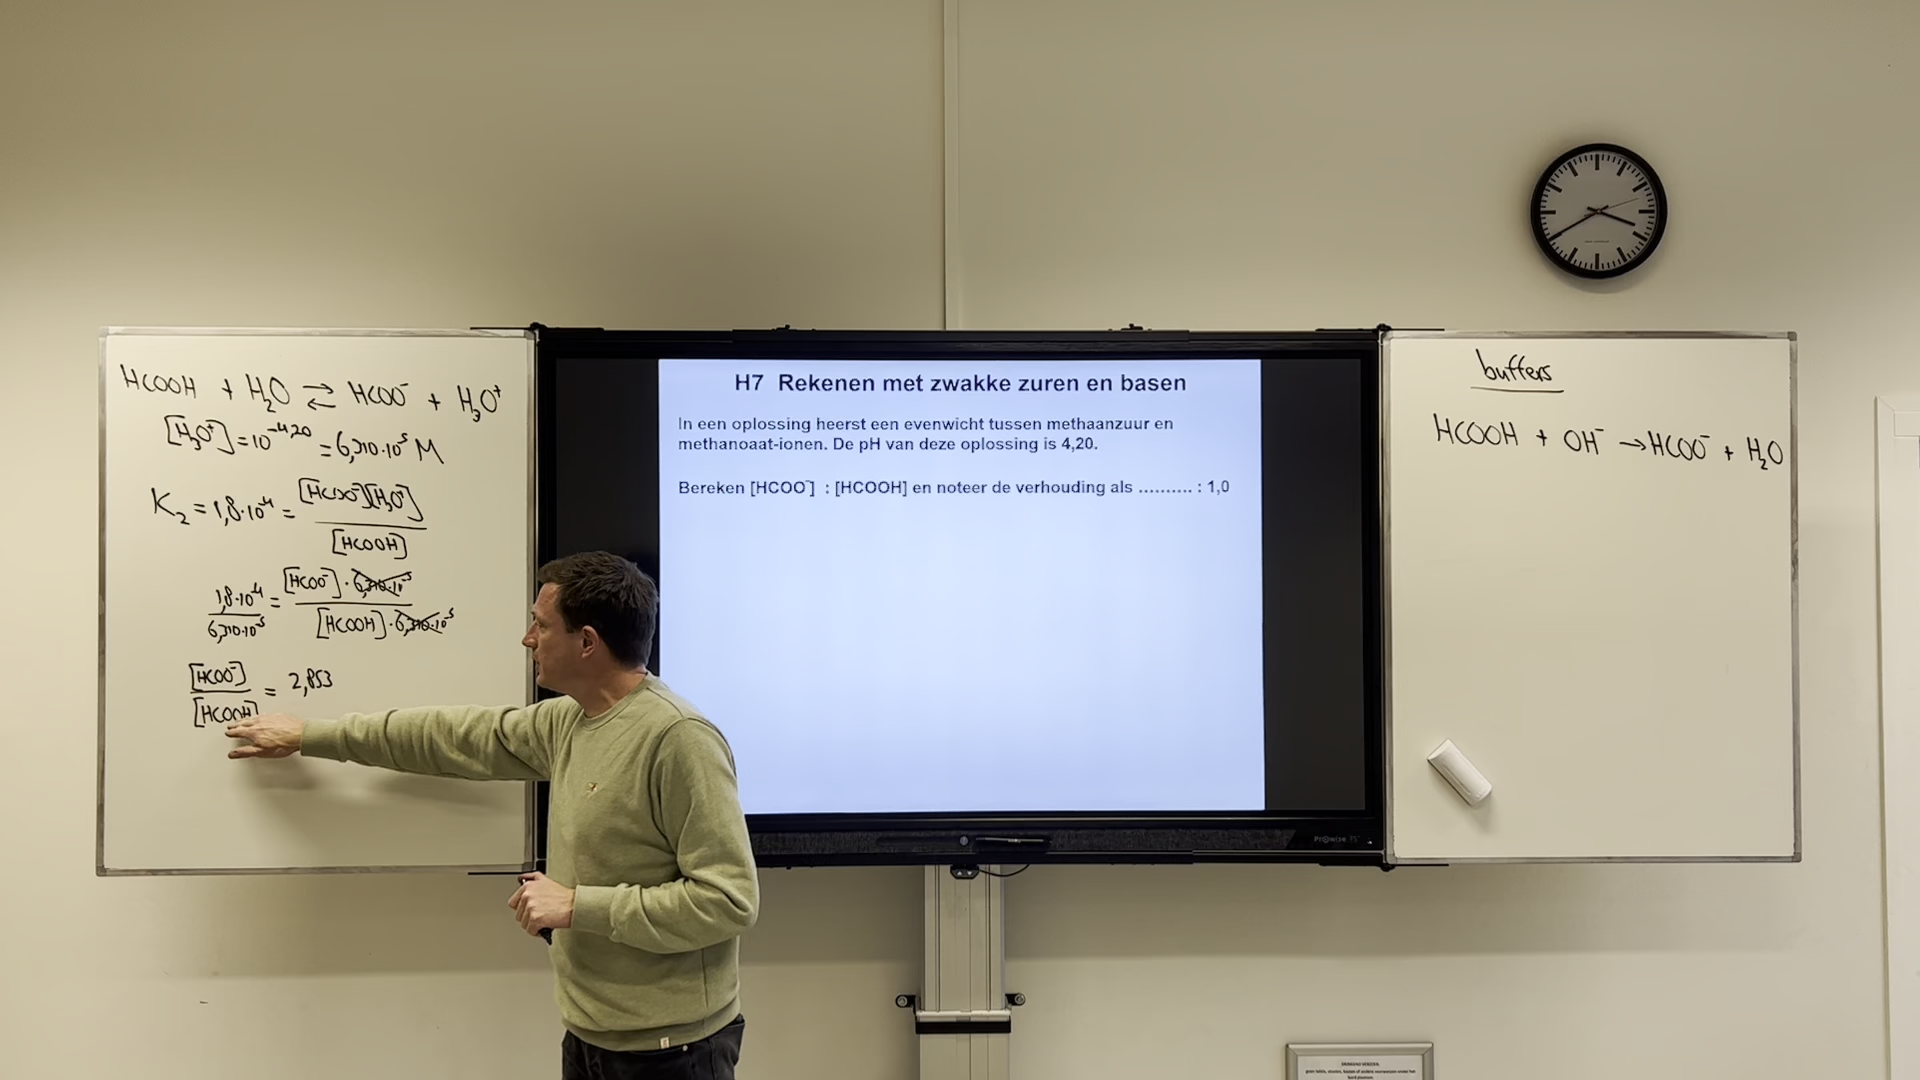 HCOOH + H₂O ⇌ HCOO⁻ + H₃O⁺
[H₃O⁺] = 10⁻⁴·²⁰ = 6,310·10⁻⁵ M
K₂ = 1,8·10⁻⁴ = [HCOO⁻][H₃O⁺]
[HCOOH]
1,8·10⁻⁴ = [HCOO⁻] · 6,310·10⁻⁵
6,310·10⁻⁵ [HCOOH] · 6,310·10⁻⁵
[HCOO⁻] = 2,853
[HCOOH]
H7 Rekenen met zwakke zuren en basen
In een oplossing heerst een evenwicht tussen methaanzuur en
methanoaat-ionen. De pH van deze oplossing is 4,20.
Bereken [HCOO⁻] : [HCOOH] en noteer de verhouding als .......... : 1,0
Prowise
buffers
HCOOH + OH⁻ → HCOO⁻ + H₂O